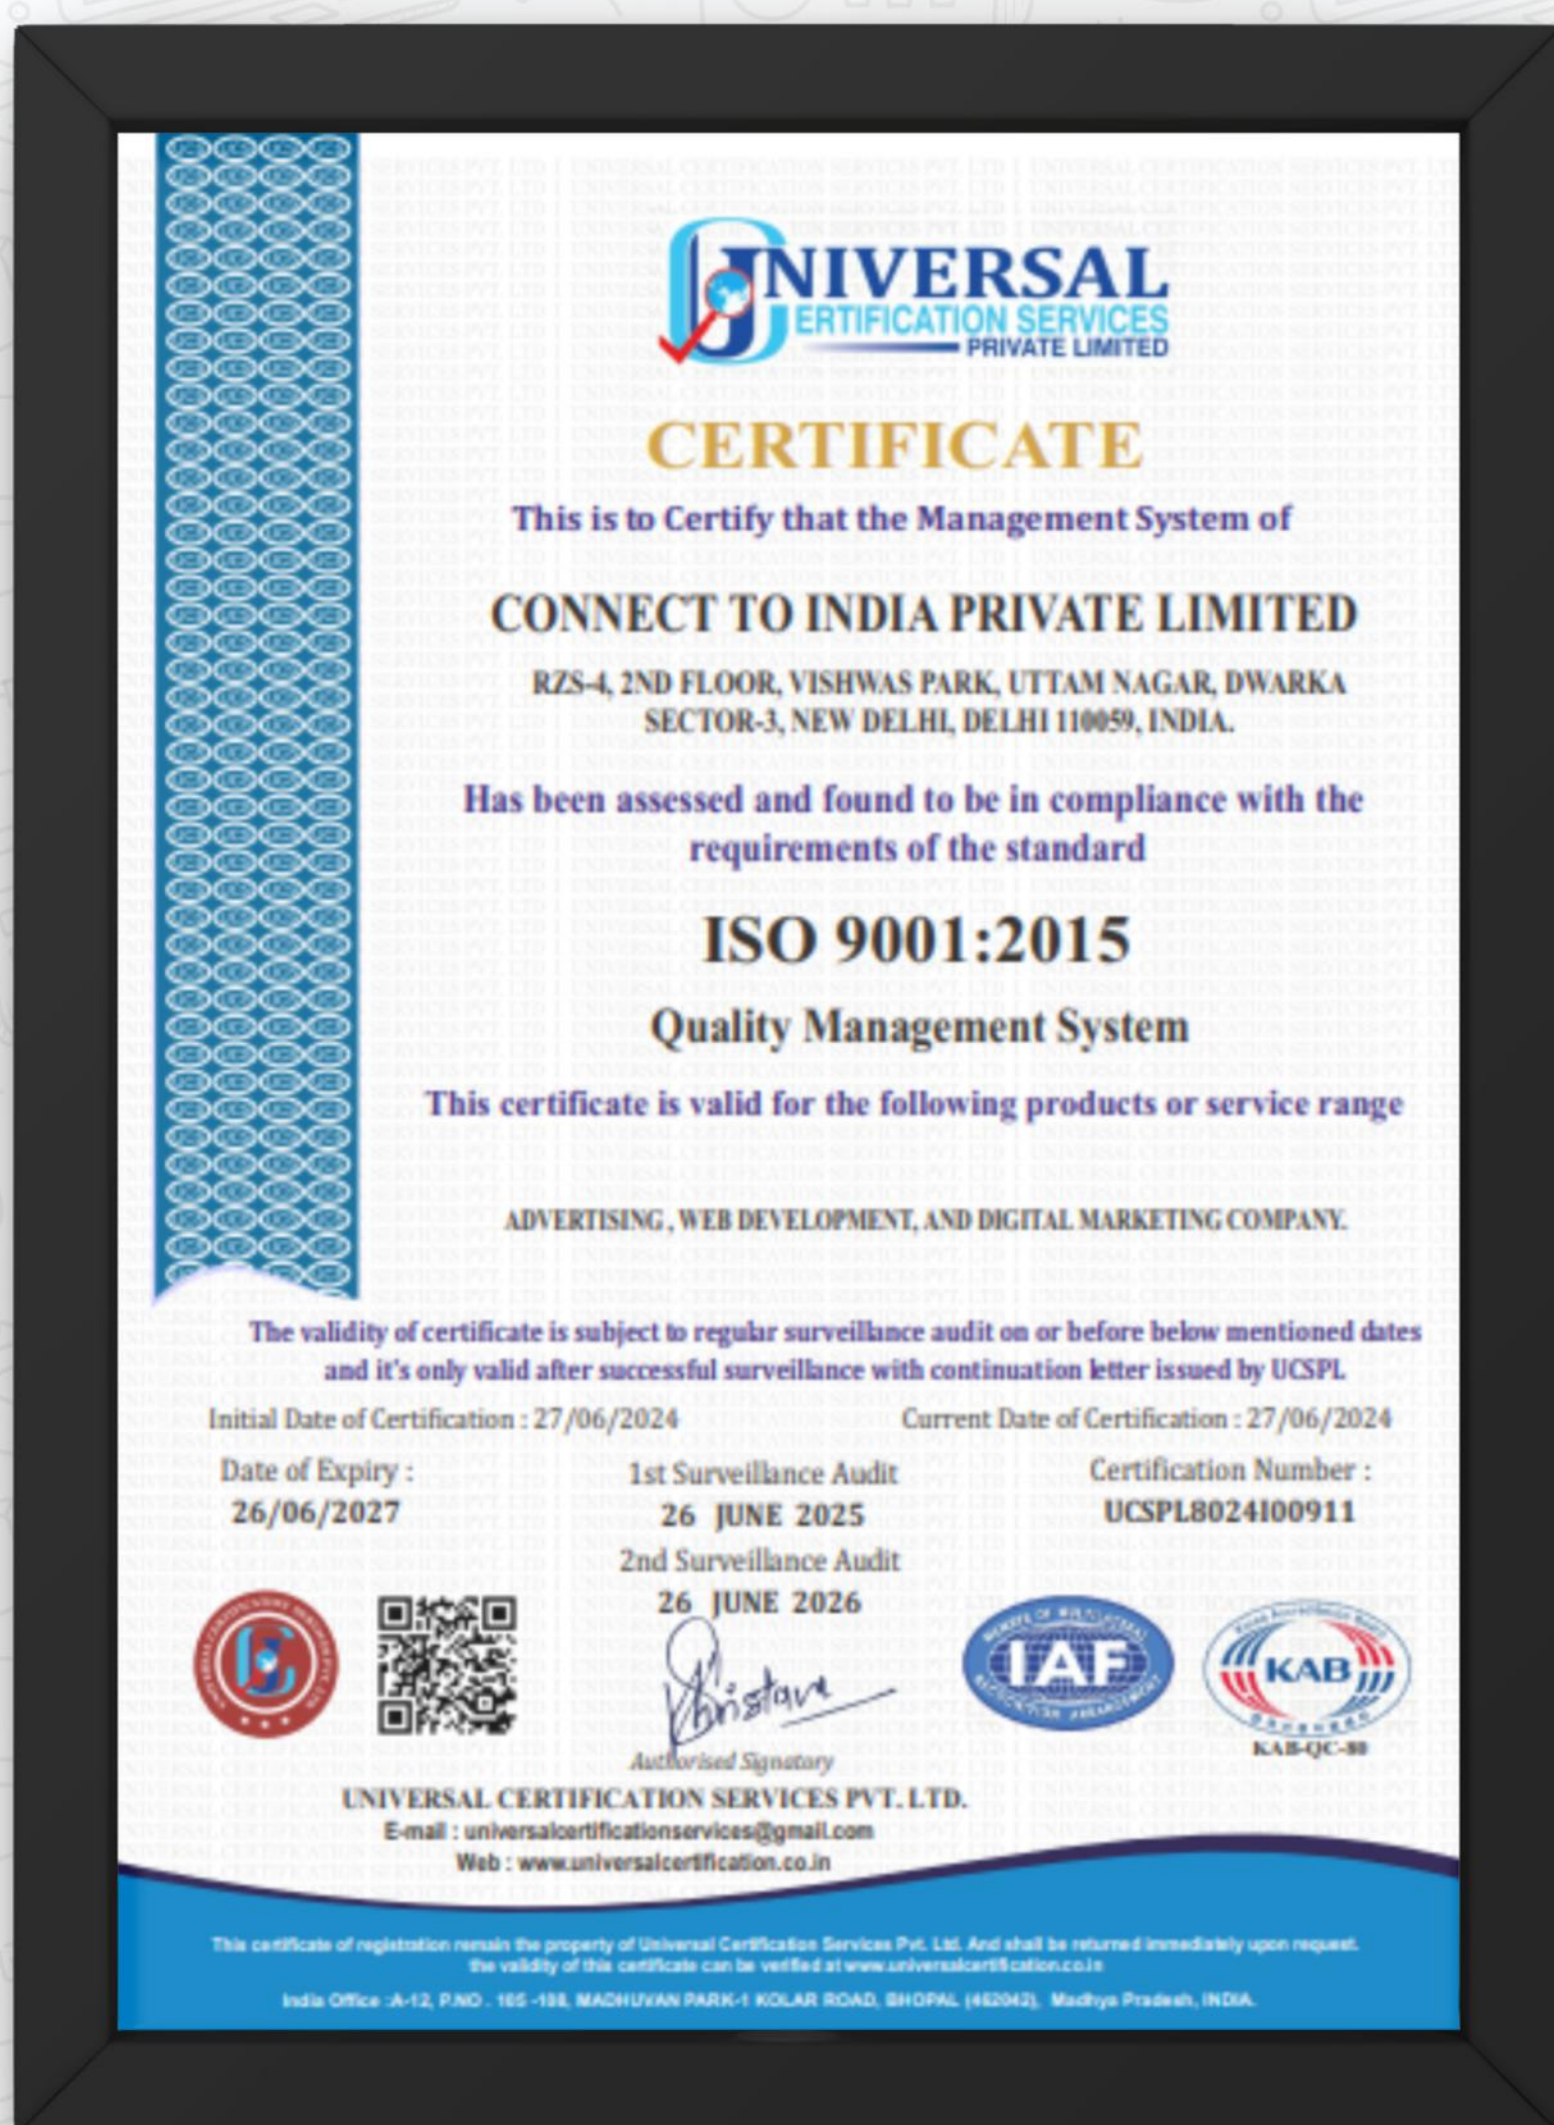 UNIVERSAL
CERTIFICATION SERVICES
PRIVATE LIMITED
CERTIFICATE
This is to Certify that the Management System of
CONNECT TO INDIA PRIVATE LIMITED
RZS-4, 2ND FLOOR, VISHWAS PARK, UTTAM NAGAR, DWARKA
SECTOR-3, NEW DELHI, DELHI 110059, INDIA.
Has been assessed and found to be in compliance with the
requirements of the standard
ISO 9001:2015
Quality Management System
This certificate is valid for the following products or service range
ADVERTISING , WEB DEVELOPMENT, AND DIGITAL MARKETING COMPANY.
The validity of certificate is subject to regular surveillance audit on or before below mentioned dates
and it's only valid after successful surveillance with continuation letter issued by UCSPL
Initial Date of Certification : 27/06/2024
Current Date of Certification : 27/06/2024
Date of Expiry :
26/06/2027
1st Surveillance Audit
26 JUNE 2025
2nd Surveillance Audit
26 JUNE 2026
Certification Number :
UCSPL8024I00911
IAF
KAB
KAB-QC-80
Authorised Signatory
UNIVERSAL CERTIFICATION SERVICES PVT. LTD.
E-mail : universalcertificationservices@gmail.com
Web : www.universalcertification.co.in
This certificate of registration remain the property of Universal Certification Services Pvt. Ltd. And shall be returned immediately upon request.
the validity of this certificate can be verified at www.universalcertification.co.in
India Office :A-12, P.NO . 105 -108, MADHUVAN PARK-1 KOLAR ROAD, BHOPAL (462042), Madhya Pradesh, INDIA.